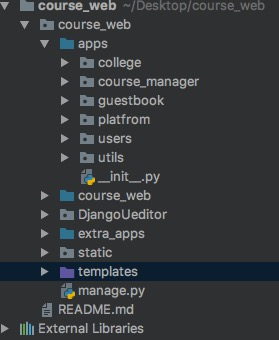 course_web ~/Desktop/course_web
course_web
apps
college
course_manager
guestbook
platfrom
users
utils
__init__.py
course_web
DjangoUeditor
extra_apps
static
templates
manage.py
README.md
External Libraries